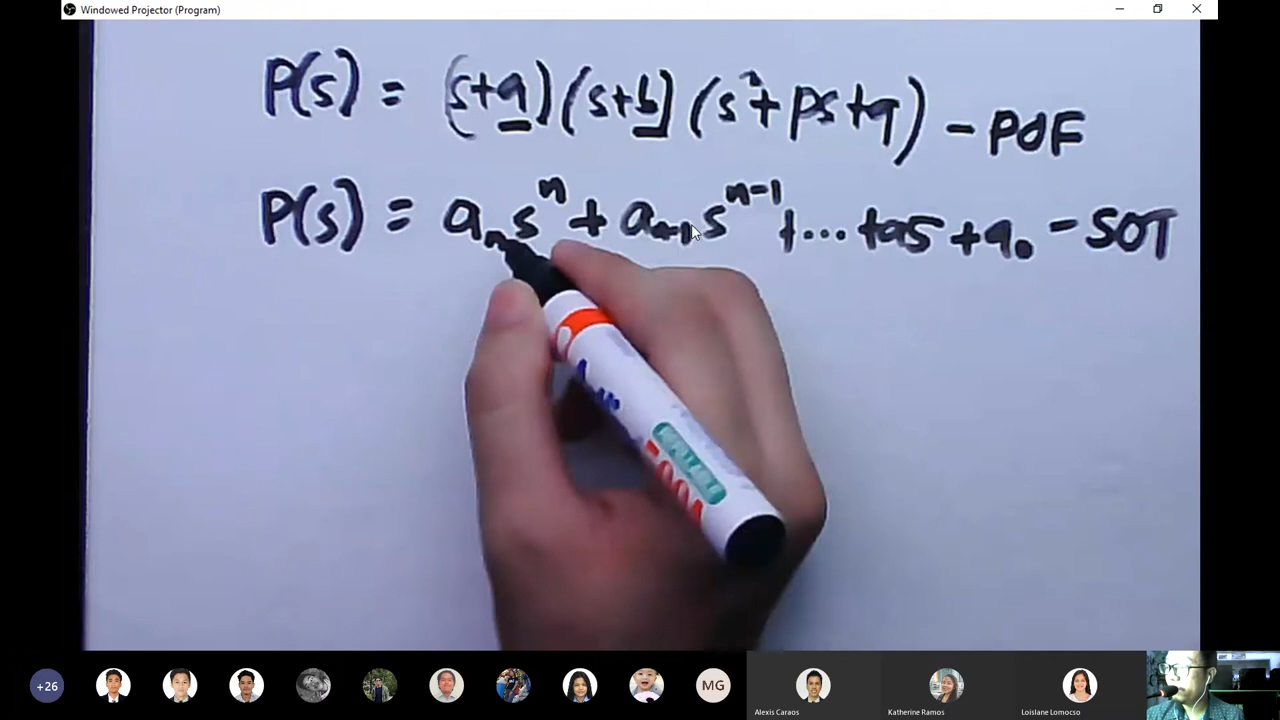 Windowed Projector (Program)
P(s) = (s+a)(s+b)(s²+ps+q) - POF
P(s) = aₙsⁿ + aₙ₋₁sⁿ⁻¹ + ... + as + a₀ - SOT
+26
MG
Alexis Caraos
Katherine Ramos
Loislane Lomocso